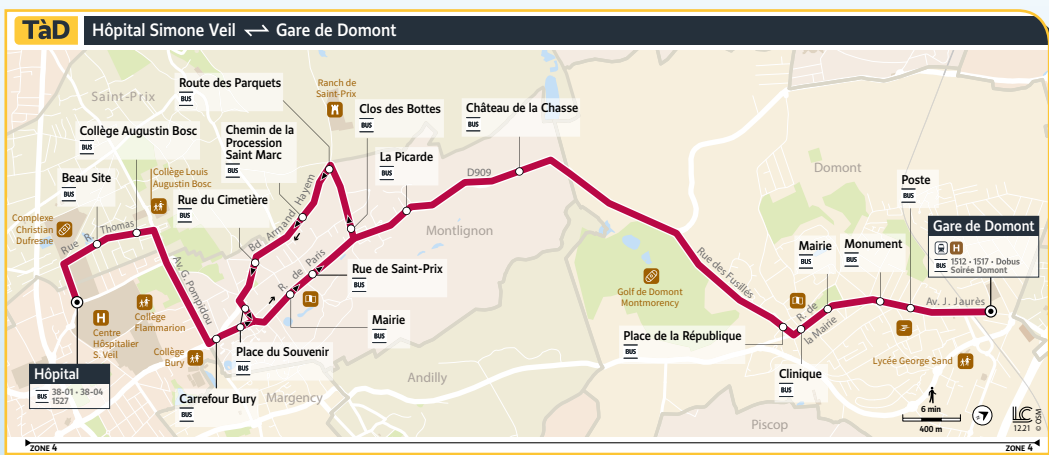 TàD
Hôpital Simone Veil ⇌ Gare de Domont
Saint-Prix
Route des Parquets
BUS
Ranch de
Saint-Prix
Clos des Bottes
BUS
Château de la Chasse
BUS
Collège Augustin Bosc
BUS
Chemin de la
Procession
Saint Marc
BUS
La Picarde
BUS
D909
Beau Site
BUS
Collège Louis
Augustin Bosc
Rue du Cimetière
BUS
Domont
Poste
BUS
Complexe
Christian
Dufresne
Rue R. Thomas
Bd Armand Hayem
Montlignon
Gare de Domont
H
BUS
1512 • 1517 • Dobus
Soirée Domont
Mairie
BUS
Monument
BUS
Av. G. Pompidou
R. de Paris
Rue de Saint-Prix
BUS
Rue des Fusillés
Golf de Domont
Montmorency
R. de
la Mairie
Av. J. Jaurès
H
Centre
Hôspitalier
S. Veil
Collège
Flammarion
Mairie
BUS
Place de la République
BUS
Collège
Bury
Place du Souvenir
BUS
Lycée George Sand
Hôpital
BUS
38-01 • 38-04
1527
Carrefour Bury
BUS
Margency
Andilly
Clinique
BUS
Piscop
6 min
400 m
LC
12.21
© OSM
ZONE 4
ZONE 4